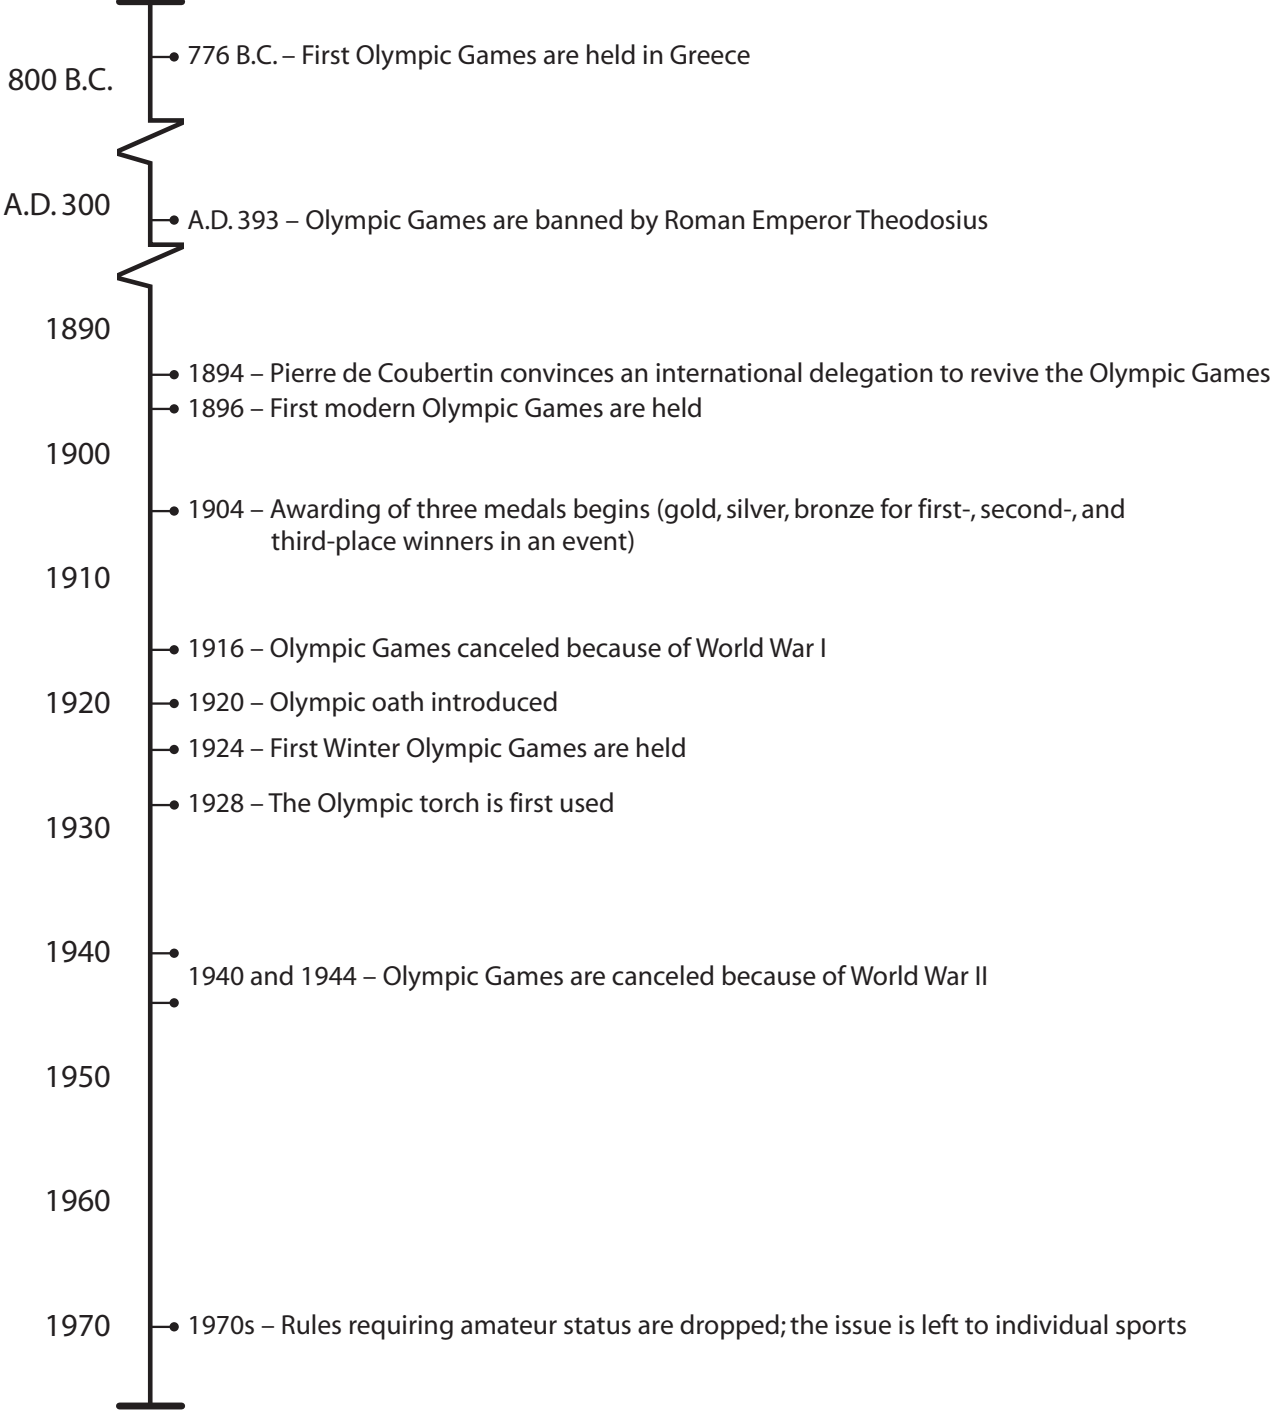 776 B.C. – First Olympic Games are held in Greece
800 B.C.
A.D. 300
A.D. 393 – Olympic Games are banned by Roman Emperor Theodosius
1890
1894 – Pierre de Coubertin convinces an international delegation to revive the Olympic Games
1896 – First modern Olympic Games are held
1900
1904 – Awarding of three medals begins (gold, silver, bronze for first-, second-, and
third-place winners in an event)
1910
1916 – Olympic Games canceled because of World War I
1920
1920 – Olympic oath introduced
1924 – First Winter Olympic Games are held
1928 – The Olympic torch is first used
1930
1940
1940 and 1944 – Olympic Games are canceled because of World War II
1950
1960
1970
1970s – Rules requiring amateur status are dropped; the issue is left to individual sports